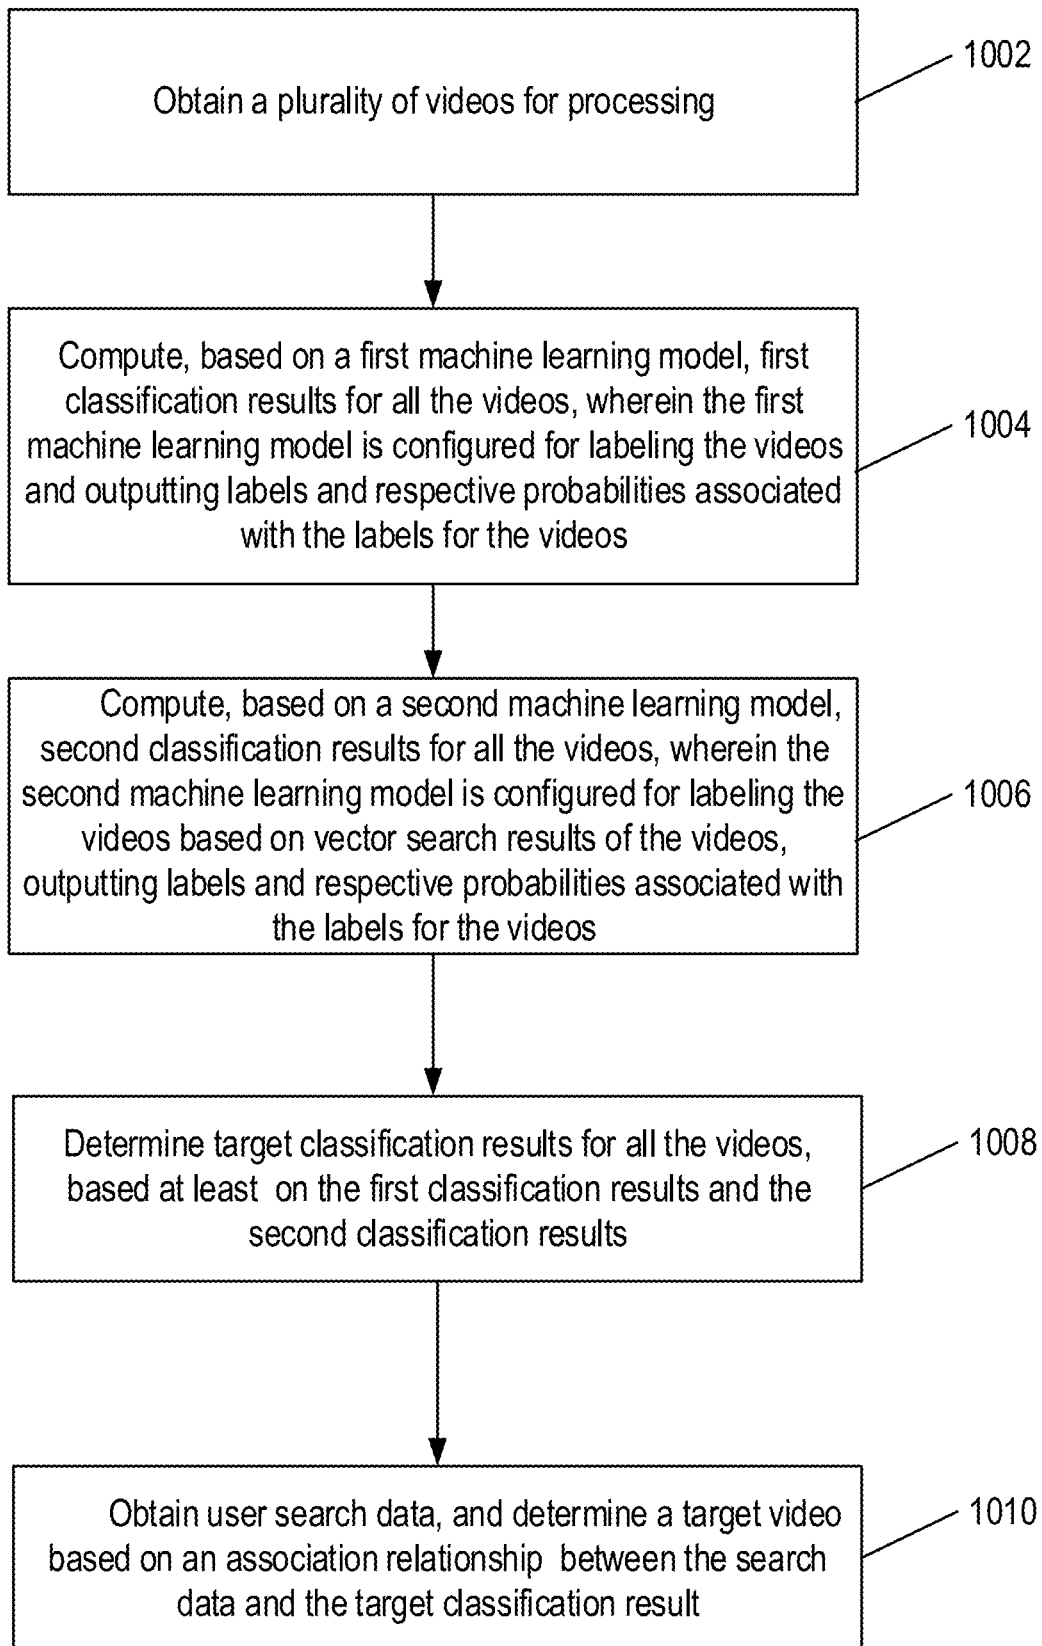 Obtain a plurality of videos for processing
1002
Compute, based on a first machine learning model, first
classification results for all the videos, wherein the first
machine learning model is configured for labeling the videos
and outputting labels and respective probabilities associated
with the labels for the videos
1004
Compute, based on a second machine learning model,
second classification results for all the videos, wherein the
second machine learning model is configured for labeling the
videos based on vector search results of the videos,
outputting labels and respective probabilities associated with
the labels for the videos
1006
Determine target classification results for all the videos,
based at least on the first classification results and the
second classification results
1008
Obtain user search data, and determine a target video
based on an association relationship between the search
data and the target classification result
1010